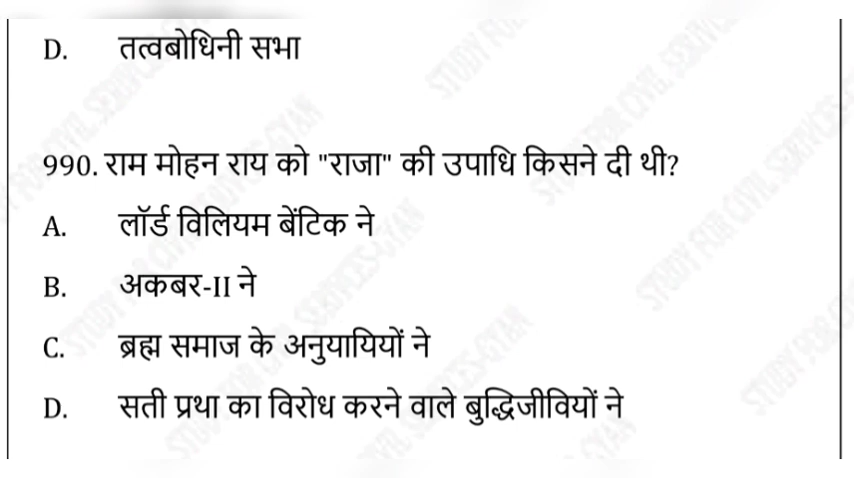 D. तत्वबोधिनी सभा
990. राम मोहन राय को "राजा" की उपाधि किसने दी थी?
A. लॉर्ड विलियम बेंटिक ने
B. अकबर-II ने
C. ब्रह्म समाज के अनुयायियों ने
D. सती प्रथा का विरोध करने वाले बुद्धिजीवियों ने